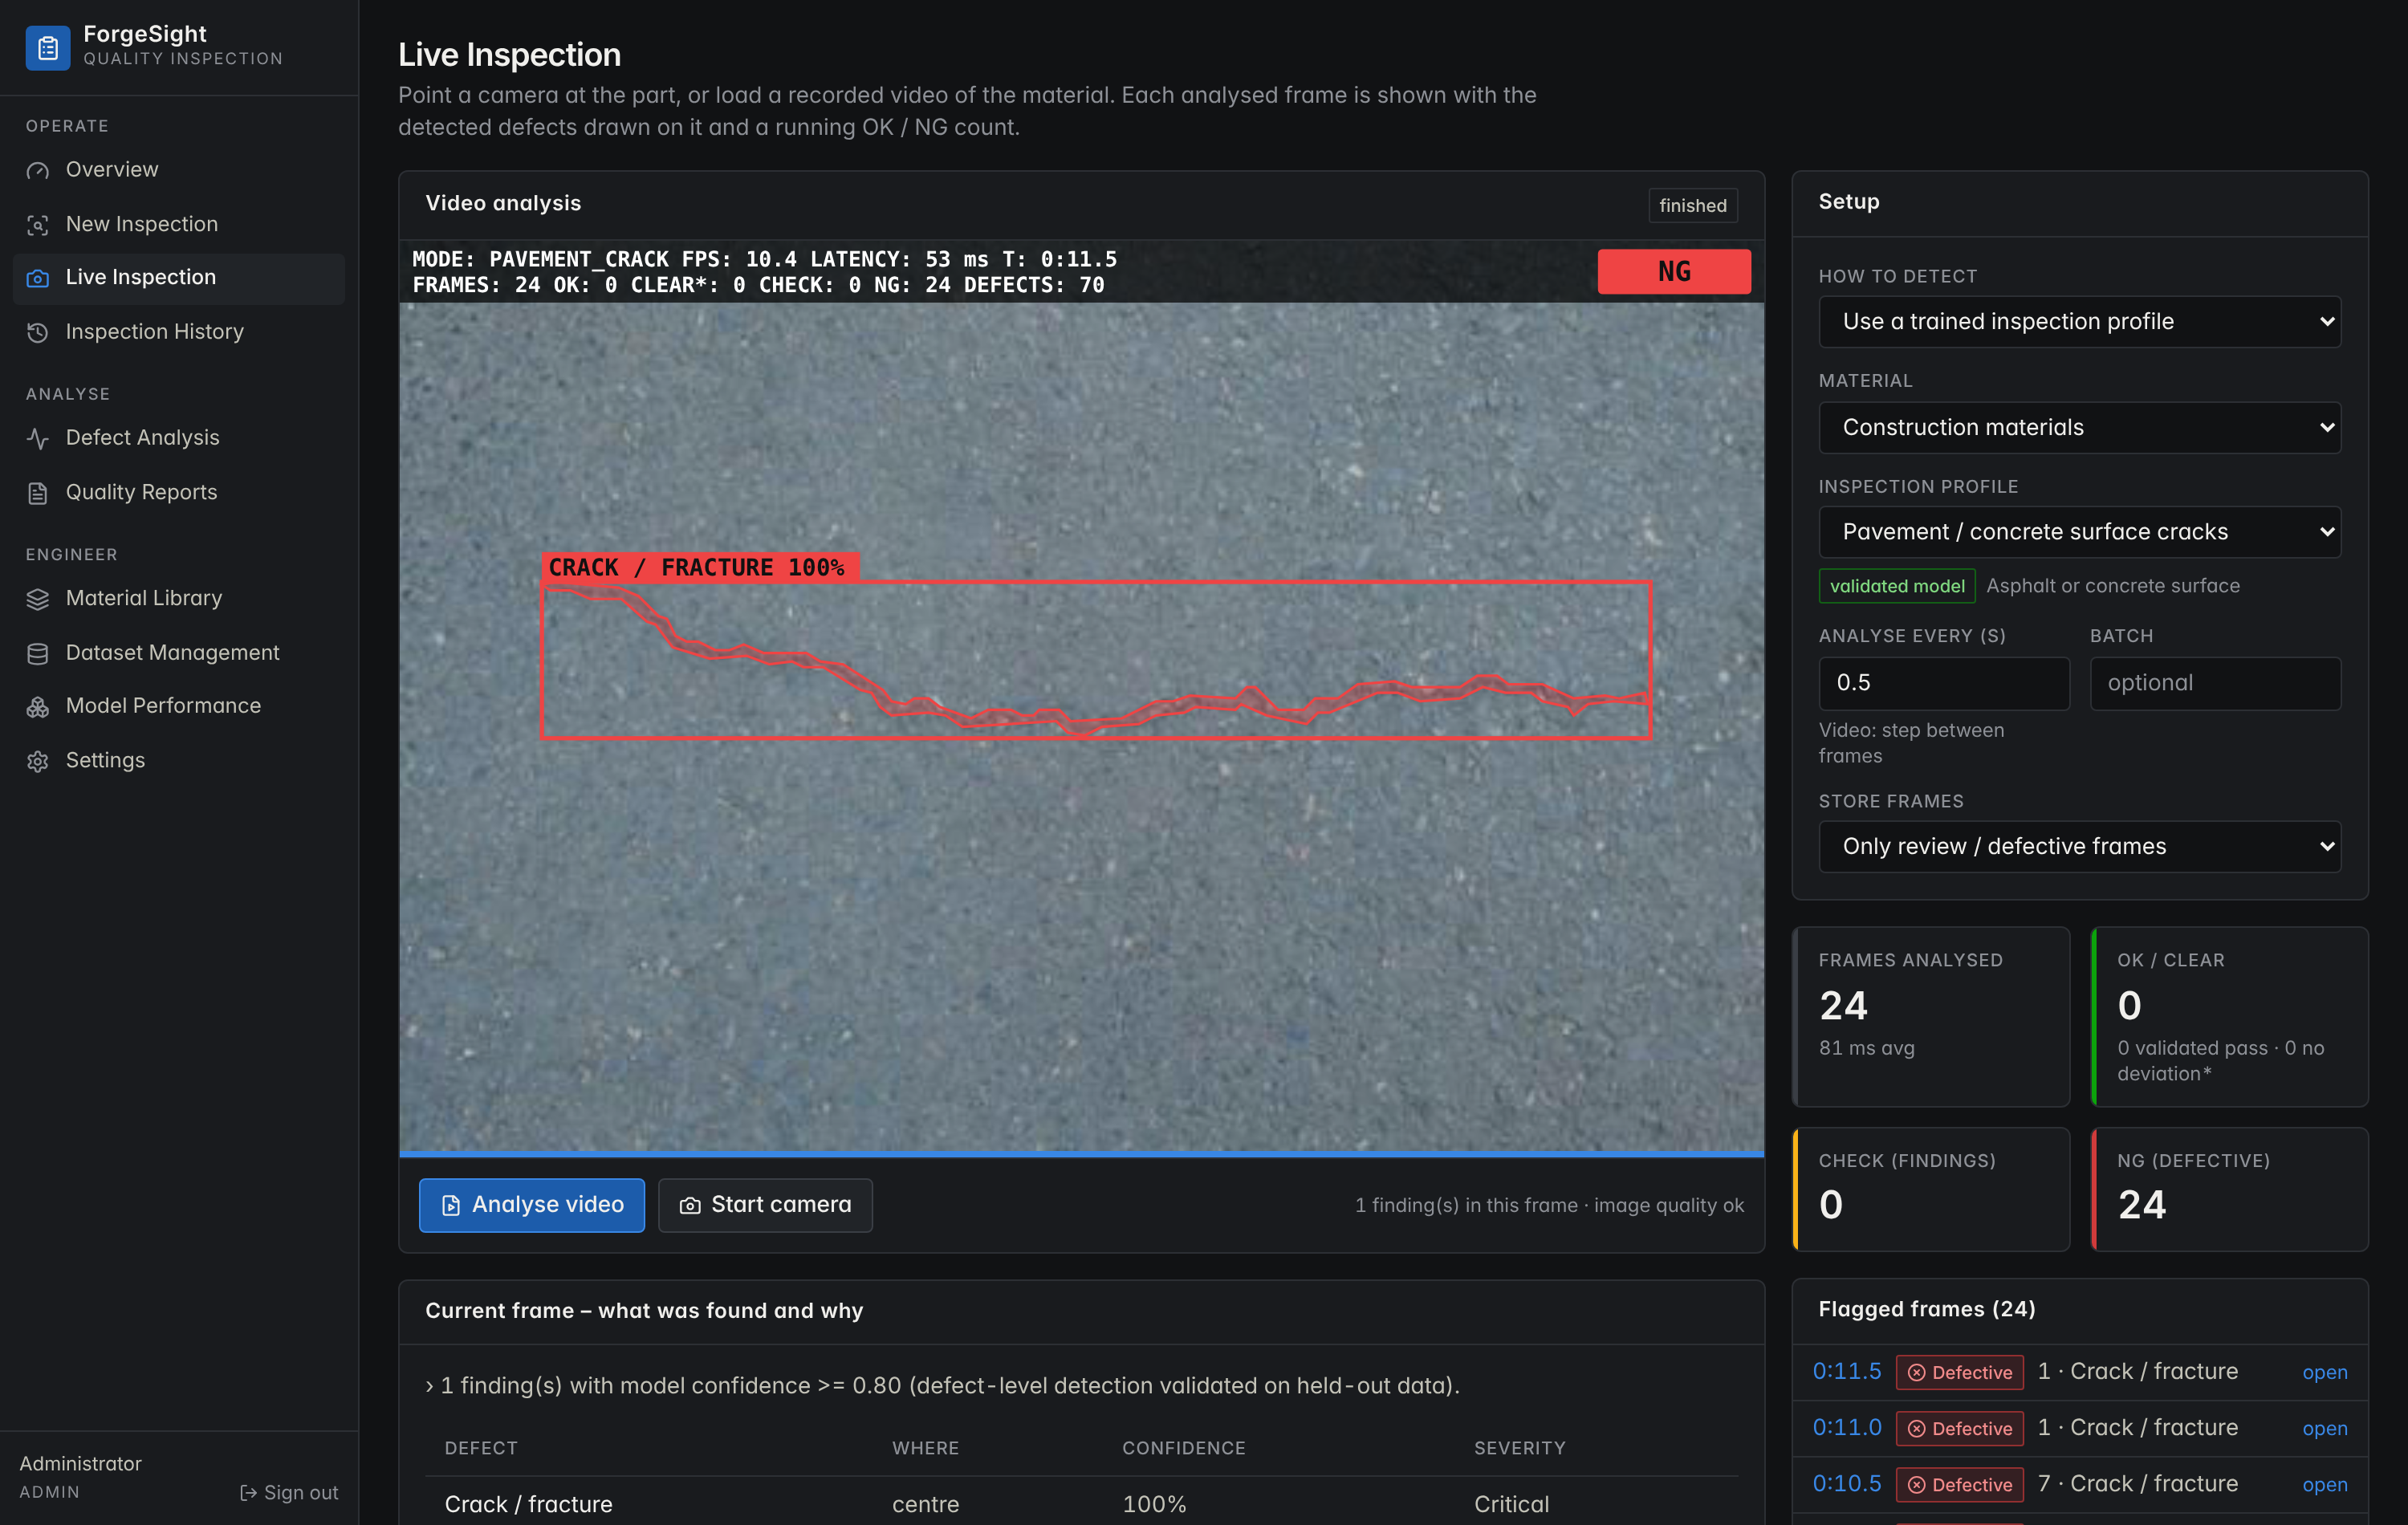 ForgeSight
QUALITY INSPECTION
OPERATE
Overview
New Inspection
Live Inspection
Inspection History
ANALYSE
Defect Analysis
Quality Reports
ENGINEER
Material Library
Dataset Management
Model Performance
Settings
Administrator
ADMIN
Sign out
Live Inspection
Point a camera at the part, or load a recorded video of the material. Each analysed frame is shown with the
detected defects drawn on it and a running OK / NG count.
Video analysis
finished
MODE: PAVEMENT_CRACK FPS: 10.4 LATENCY: 53 ms T: 0:11.5
FRAMES: 24 OK: 0 CLEAR*: 0 CHECK: 0 NG: 24 DEFECTS: 70
NG
CRACK / FRACTURE 100%
Analyse video
Start camera
1 finding(s) in this frame · image quality ok
Current frame – what was found and why
› 1 finding(s) with model confidence >= 0.80 (defect-level detection validated on held-out data).
DEFECT WHERE CONFIDENCE SEVERITY
Crack / fracture centre 100% Critical
Setup
HOW TO DETECT
Use a trained inspection profile
MATERIAL
Construction materials
INSPECTION PROFILE
Pavement / concrete surface cracks
validated model Asphalt or concrete surface
ANALYSE EVERY (S) BATCH
0.5 optional
Video: step between
frames
STORE FRAMES
Only review / defective frames
FRAMES ANALYSED
24
81 ms avg
OK / CLEAR
0
0 validated pass · 0 no
deviation*
CHECK (FINDINGS)
0
NG (DEFECTIVE)
24
Flagged frames (24)
0:11.5 Defective 1 · Crack / fracture open
0:11.0 Defective 1 · Crack / fracture open
0:10.5 Defective 7 · Crack / fracture open